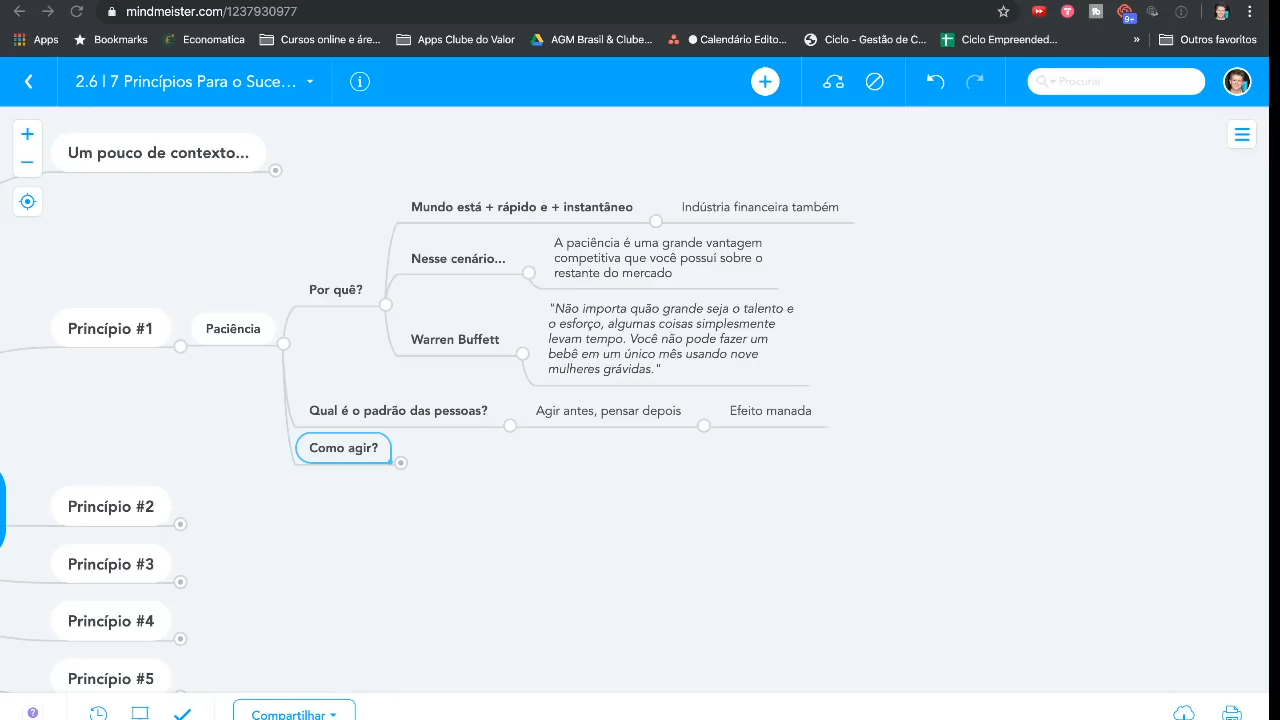 mindmeister.com/1237930977
9+
Apps
Bookmarks
Economatica
Cursos online e áre...
Apps Clube do Valor
AGM Brasil & Clube...
Calendário Edito...
Ciclo - Gestão de C...
Ciclo Empreended...
»
Outros favoritos
2.6 l 7 Princípios Para o Suce...
Procurar
Um pouco de contexto...
Mundo está + rápido e + instantâneo
Indústria financeira também
Nesse cenário...
A paciência é uma grande vantagem
competitiva que você possuí sobre o
restante do mercado
Por quê?
Warren Buffett
"Não importa quão grande seja o talento e
o esforço, algumas coisas simplesmente
levam tempo. Você não pode fazer um
bebê em um único mês usando nove
mulheres grávidas."
Princípio #1
Paciência
Qual é o padrão das pessoas?
Agir antes, pensar depois
Efeito manada
Como agir?
Princípio #2
Princípio #3
Princípio #4
Princípio #5
?
Compartilhar